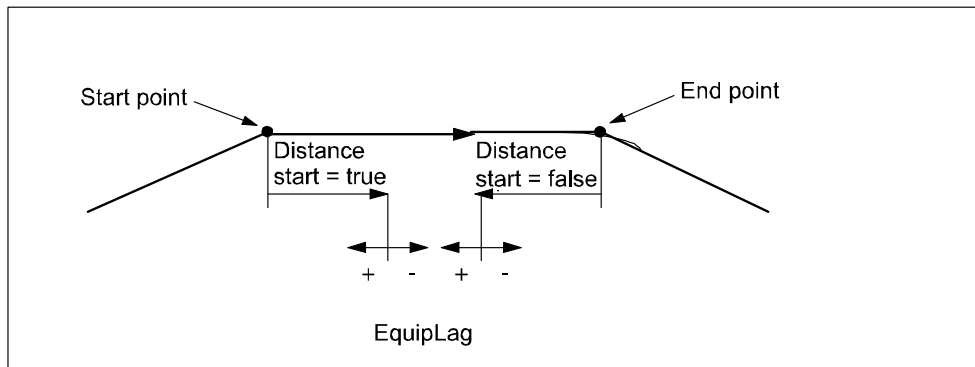 Start point
End point
Distance
start = true
Distance
start = false
+ -
+ -
EquipLag